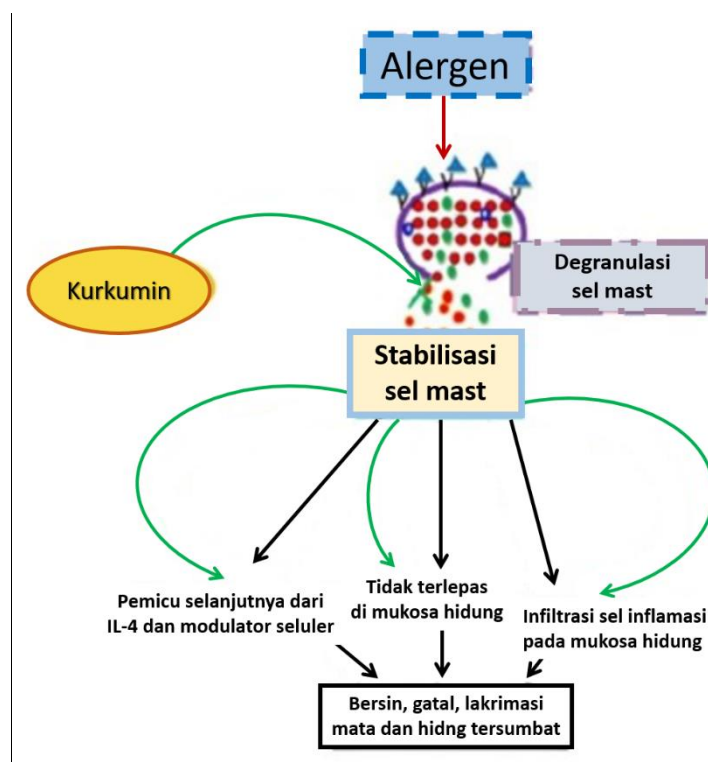 Alergen
Kurkumin
Degranulasi
sel mast
Stabilisasi
sel mast
Pemicu selanjutnya dari
IL-4 dan modulator seluler
Tidak terlepas
di mukosa hidung
Infiltrasi sel inflamasi
pada mukosa hidung
Bersin, gatal, lakrimasi
mata dan hidng tersumbat